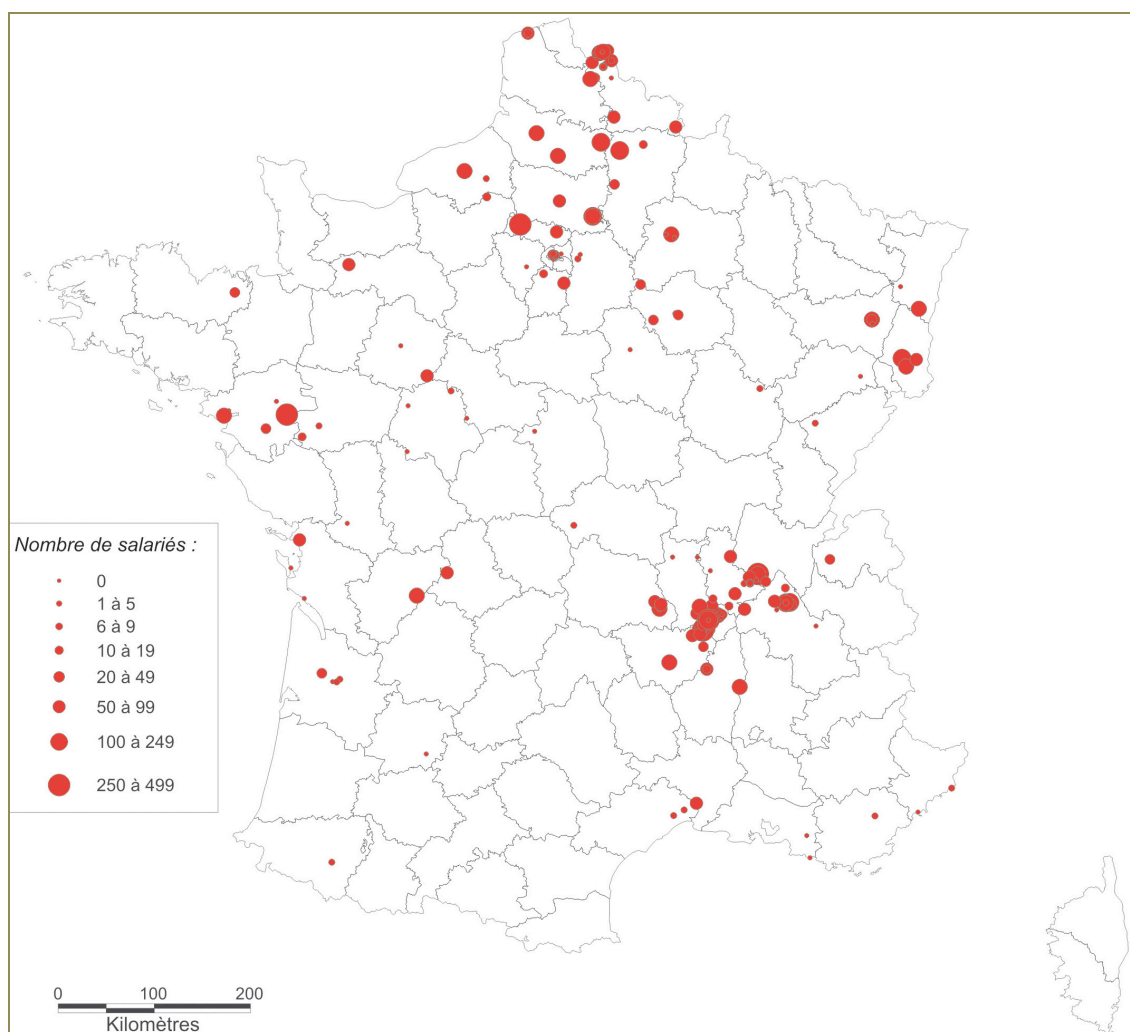 Nombre de salariés :
0
1 à 5
6 à 9
10 à 19
20 à 49
50 à 99
100 à 249
250 à 499
0 100 200
Kilomètres